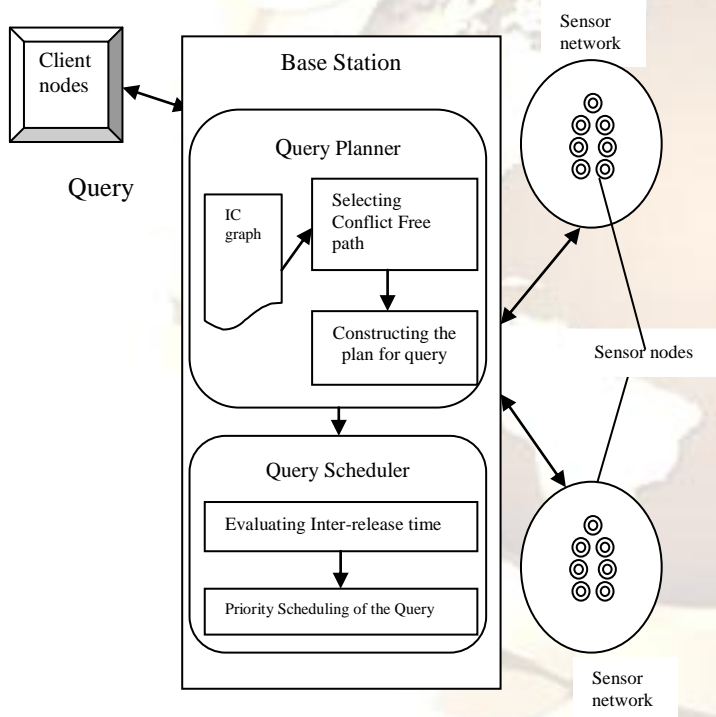 Client
nodes
Query
Base Station
Query Planner
IC
graph
Selecting
Conflict Free
path
Constructing the
plan for query
Query Scheduler
Evaluating Inter-release time
Priority Scheduling of the Query
Sensor
network
Sensor nodes
Sensor
network